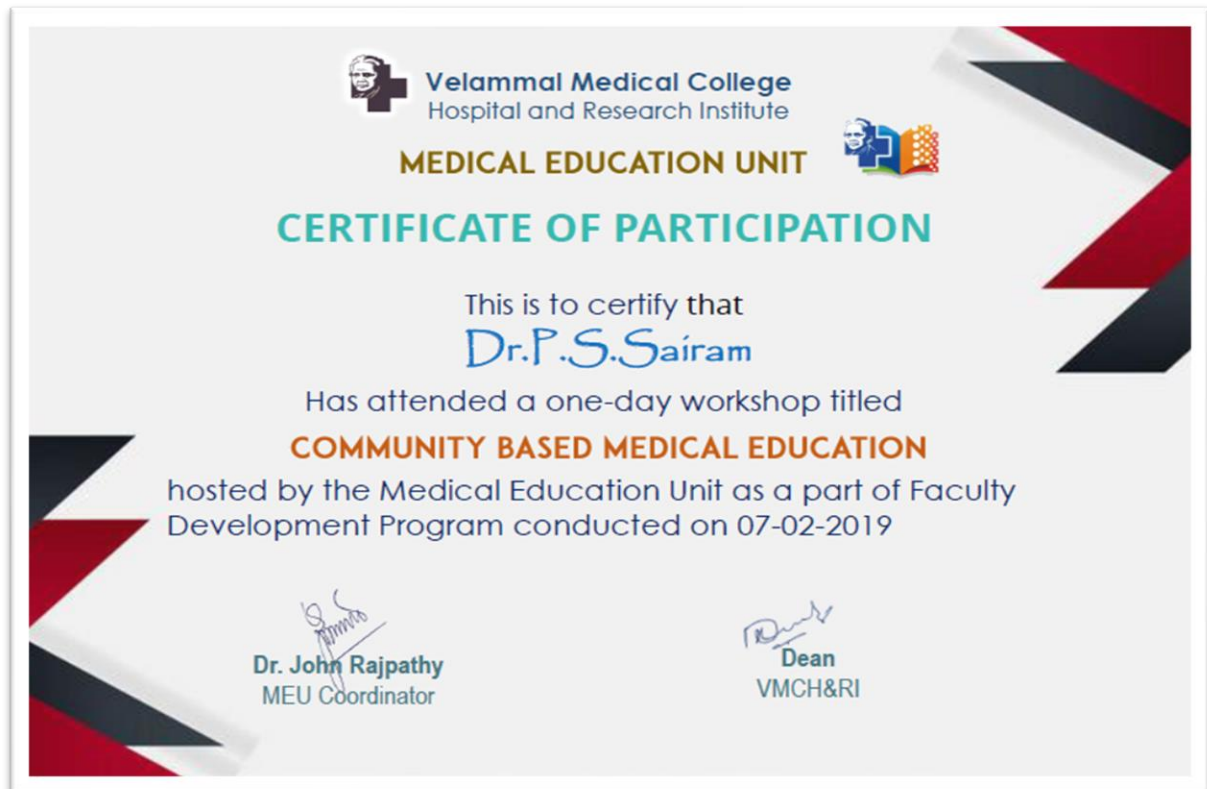 Velammal Medical College
Hospital and Research Institute
MEDICAL EDUCATION UNIT
CERTIFICATE OF PARTICIPATION
This is to certify that
Dr.P.S.Sairam
Has attended a one-day workshop titled
COMMUNITY BASED MEDICAL EDUCATION
hosted by the Medical Education Unit as a part of Faculty
Development Program conducted on 07-02-2019
Dr. John Rajpathy
MEU Coordinator
Dean
VMCH&RI